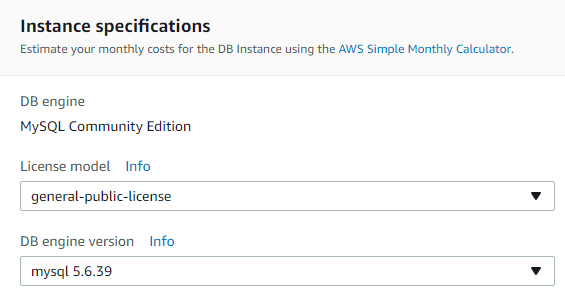 Instance specifications
Estimate your monthly costs for the DB Instance using the AWS Simple Monthly Calculator.
DB engine
MySQL Community Edition
License model Info
general-public-license
DB engine version Info
mysql 5.6.39